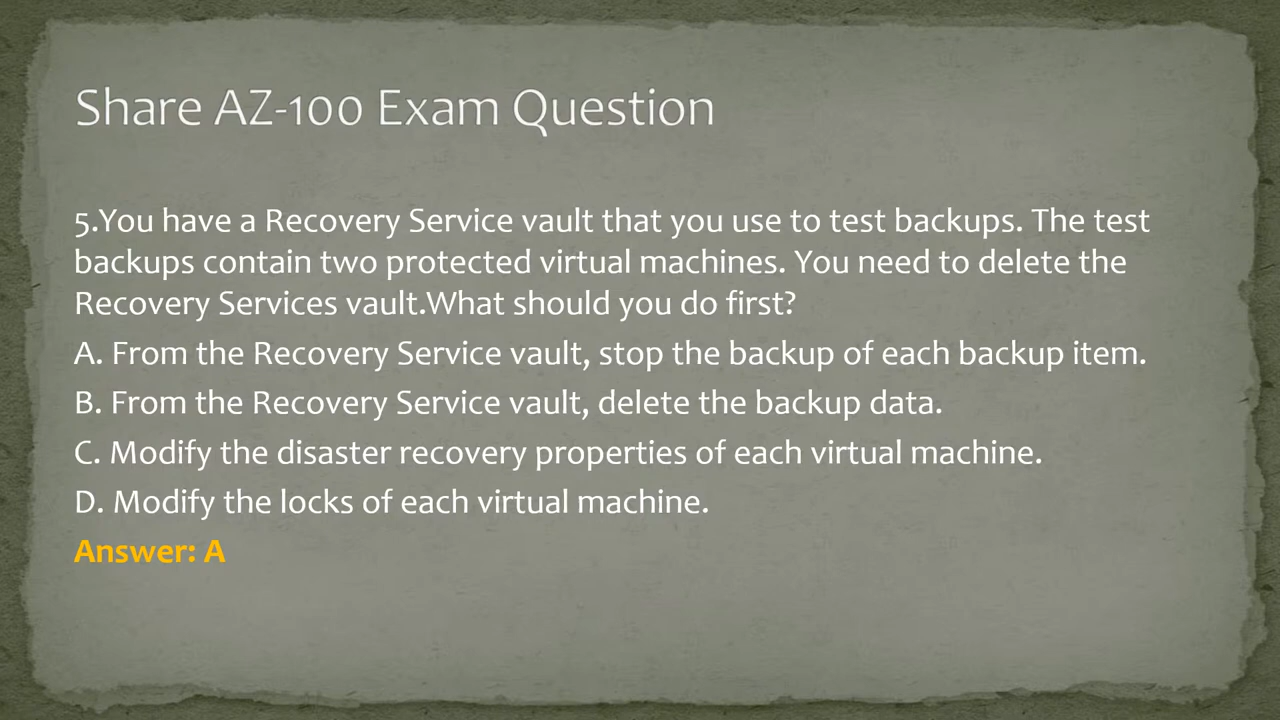 Share AZ-100 Exam Question
5.You have a Recovery Service vault that you use to test backups. The test
backups contain two protected virtual machines. You need to delete the
Recovery Services vault.What should you do first?
A. From the Recovery Service vault, stop the backup of each backup item.
B. From the Recovery Service vault, delete the backup data.
C. Modify the disaster recovery properties of each virtual machine.
D. Modify the locks of each virtual machine.
Answer: A